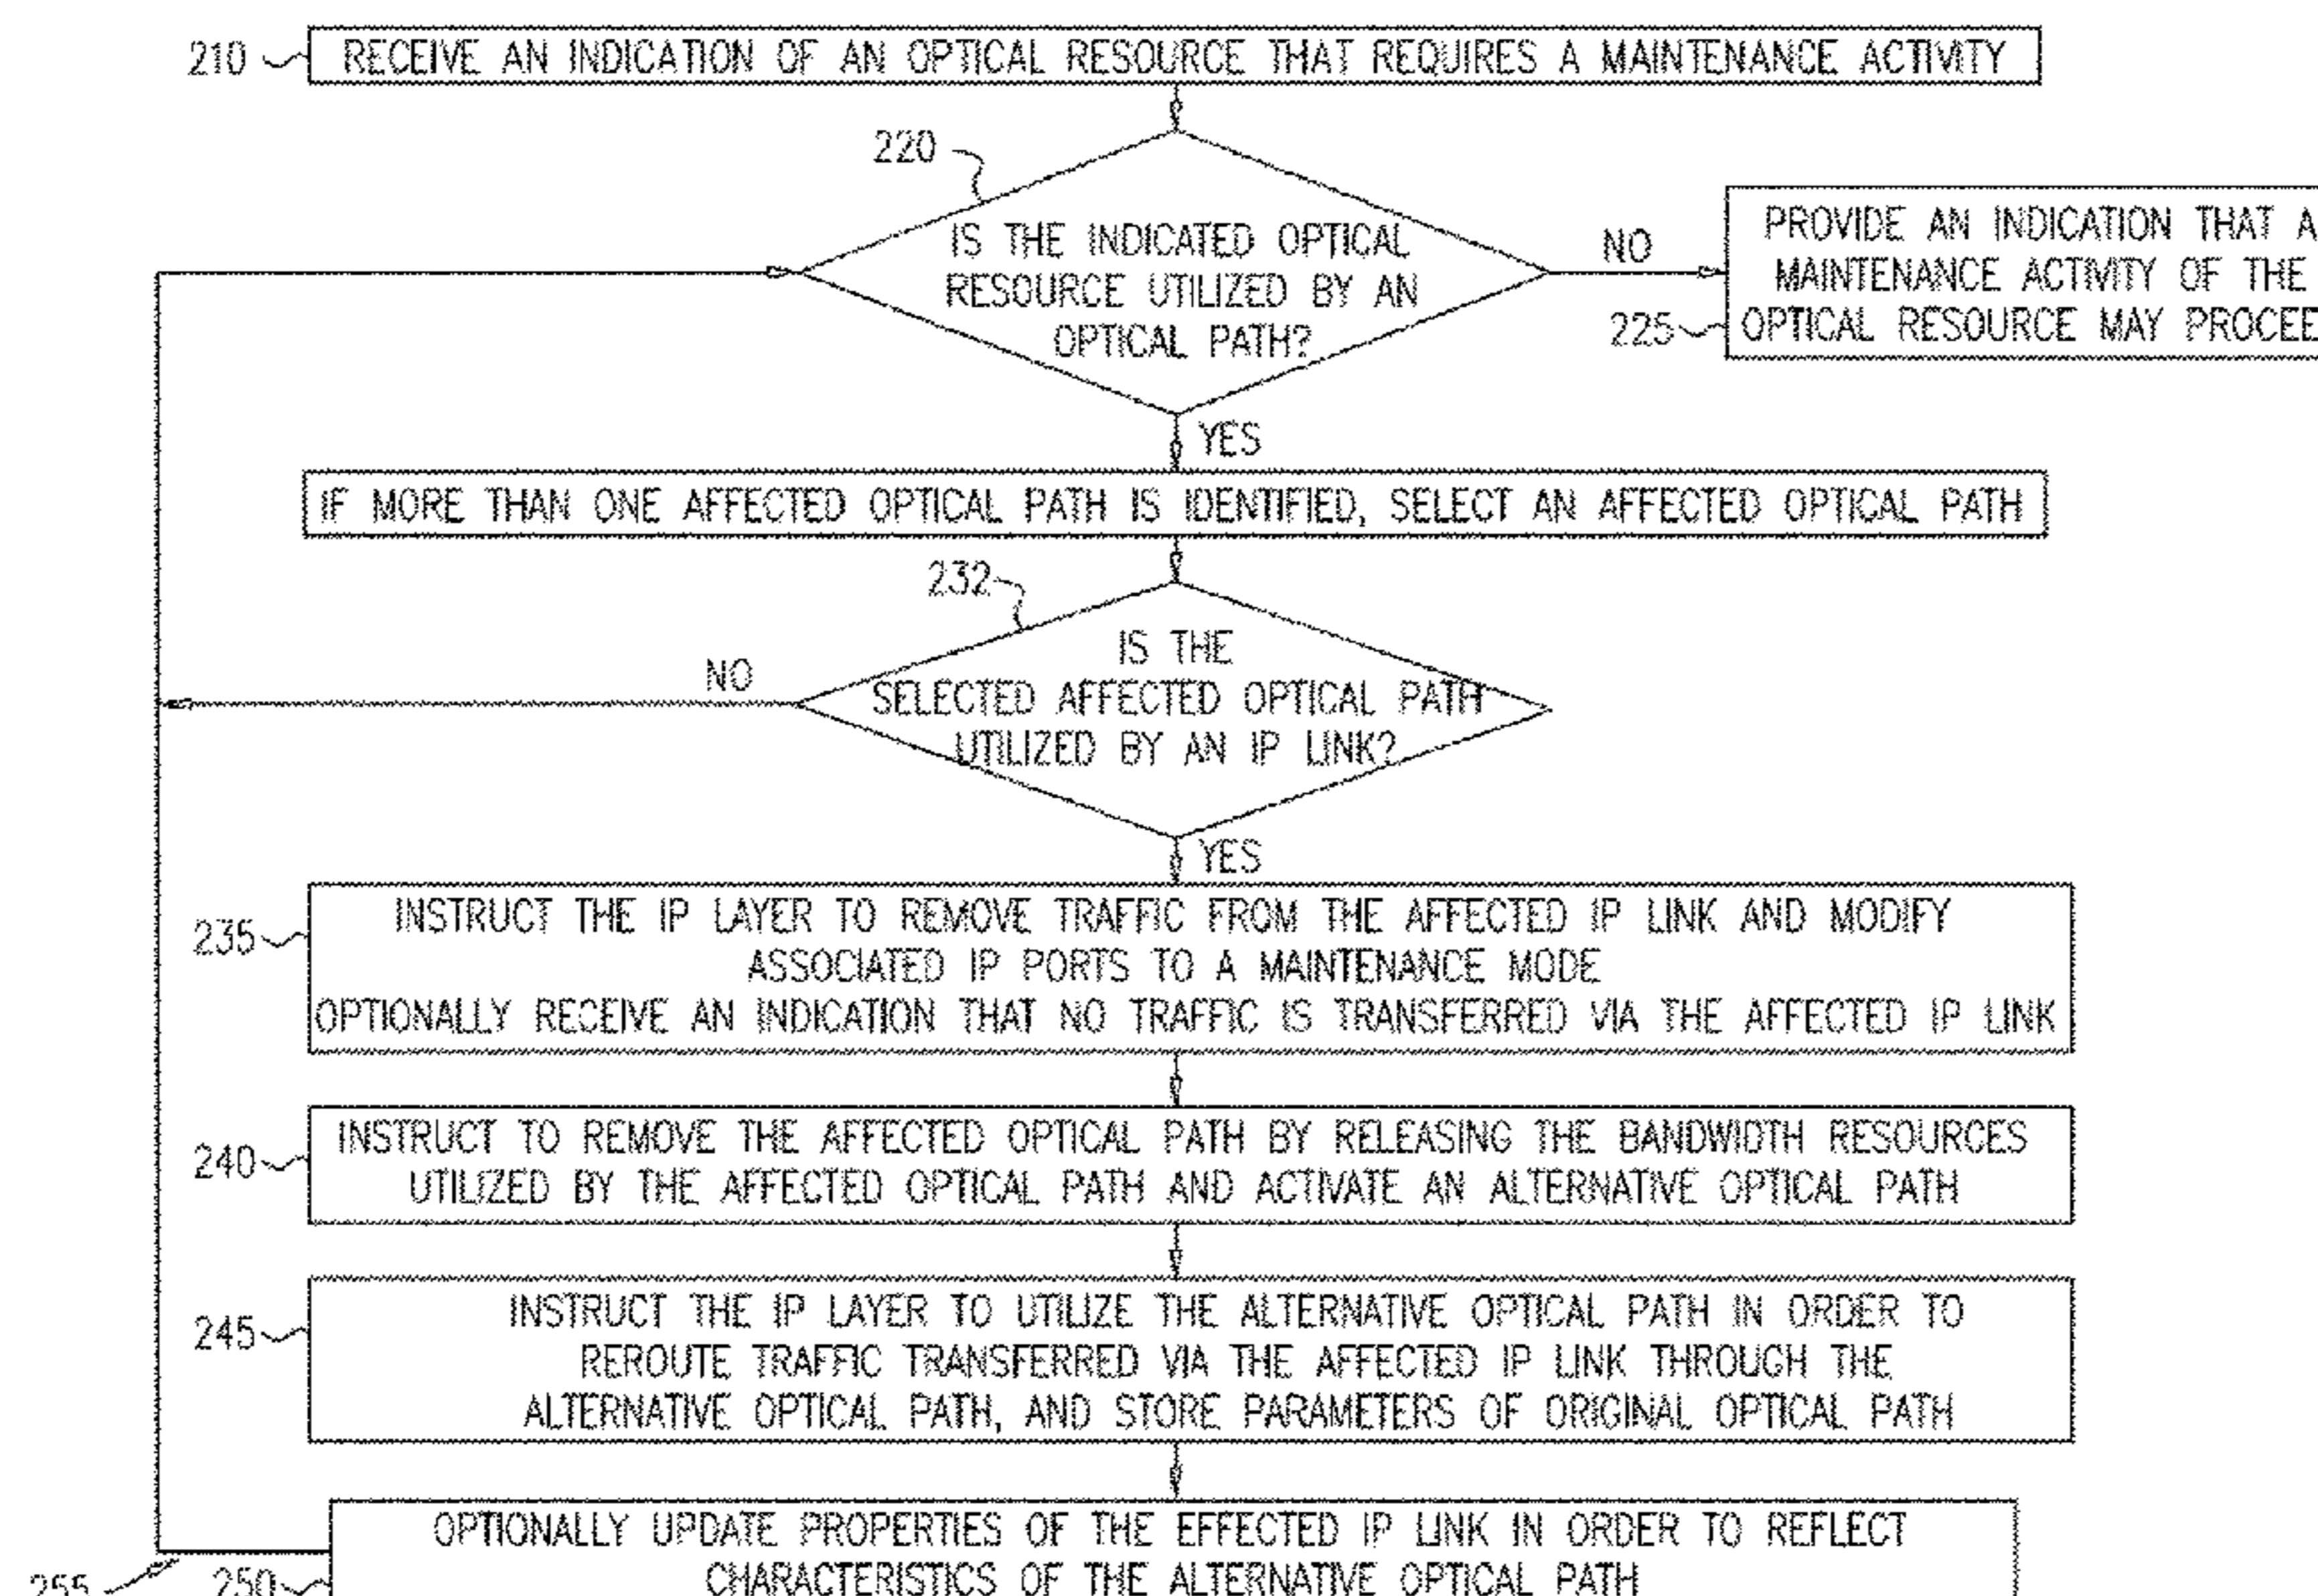 210
RECEIVE AN INDICATION OF AN OPTICAL RESOURCE THAT REQUIRES A MAINTENANCE ACTIVITY
220
IS THE INDICATED OPTICAL
RESOURCE UTILIZED BY AN
OPTICAL PATH?
NO
PROVIDE AN INDICATION THAT A
MAINTENANCE ACTIVITY OF THE
225
OPTICAL RESOURCE MAY PROCEE
YES
IF MORE THAN ONE AFFECTED OPTICAL PATH IS IDENTIFIED, SELECT AN AFFECTED OPTICAL PATH
232
IS THE
SELECTED AFFECTED OPTICAL PATH
UTILIZED BY AN IP LINK?
NO
YES
235
INSTRUCT THE IP LAYER TO REMOVE TRAFFIC FROM THE AFFECTED IP LINK AND MODIFY
ASSOCIATED IP PORTS TO A MAINTENANCE MODE
OPTIONALLY RECEIVE AN INDICATION THAT NO TRAFFIC IS TRANSFERRED VIA THE AFFECTED IP LINK
240
INSTRUCT TO REMOVE THE AFFECTED OPTICAL PATH BY RELEASING THE BANDWIDTH RESOURCES
UTILIZED BY THE AFFECTED OPTICAL PATH AND ACTIVATE AN ALTERNATIVE OPTICAL PATH
245
INSTRUCT THE IP LAYER TO UTILIZE THE ALTERNATIVE OPTICAL PATH IN ORDER TO
REROUTE TRAFFIC TRANSFERRED VIA THE AFFECTED IP LINK THROUGH THE
ALTERNATIVE OPTICAL PATH, AND STORE PARAMETERS OF ORIGINAL OPTICAL PATH
OPTIONALLY UPDATE PROPERTIES OF THE EFFECTED IP LINK IN ORDER TO REFLECT
CHARACTERISTICS OF THE ALTERNATIVE OPTICAL PATH
255
250